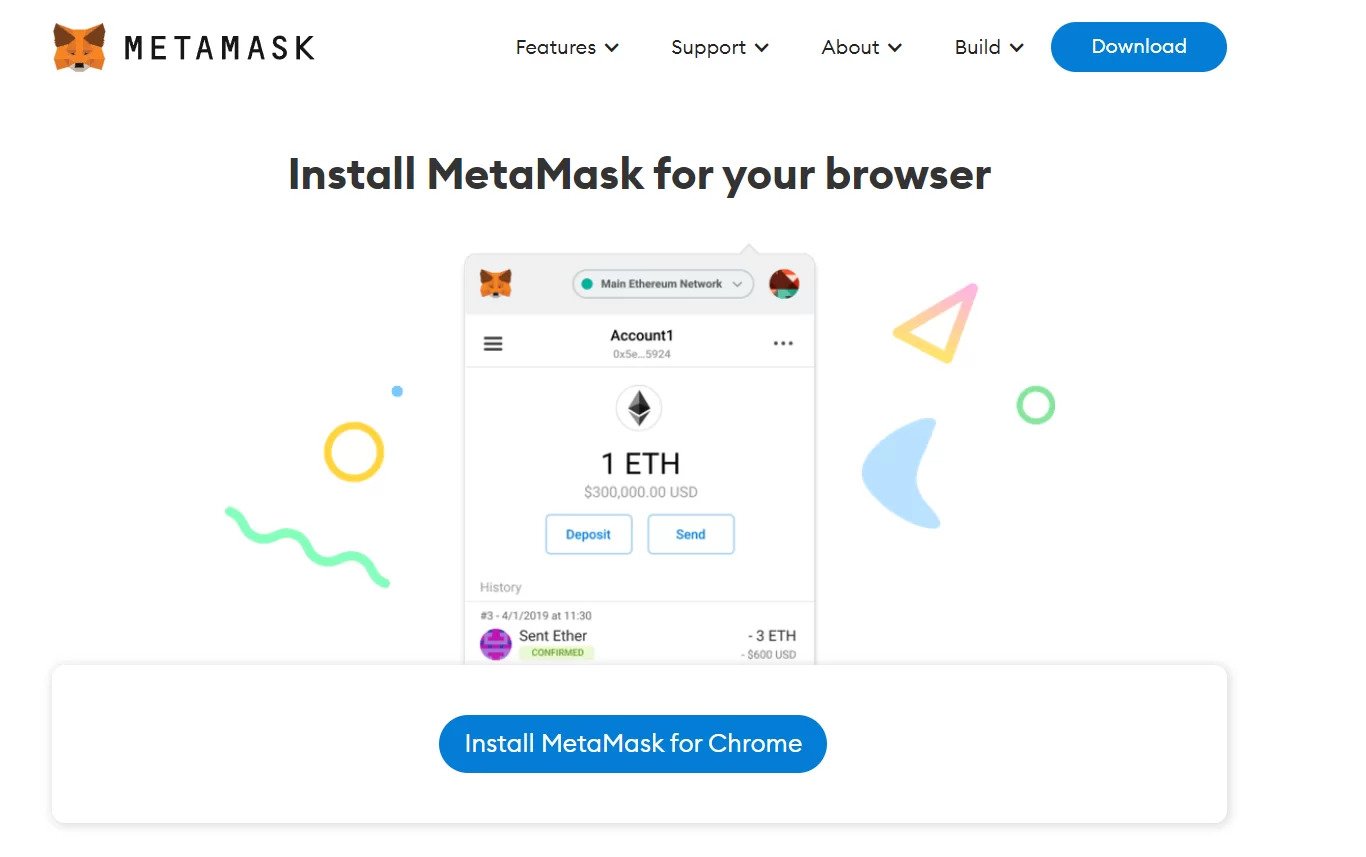 METAMASK Features Support About Build Download
Install MetaMask for your browser
Main Ethereum Network
Account1
0x5e...5924
1 ETH
$300,000.00 USD
Deposit Send
History
#3 - 4/1/2019 at 11:30
Sent Ether - 3 ETH
CONFIRMED - $600 USD
Install MetaMask for Chrome